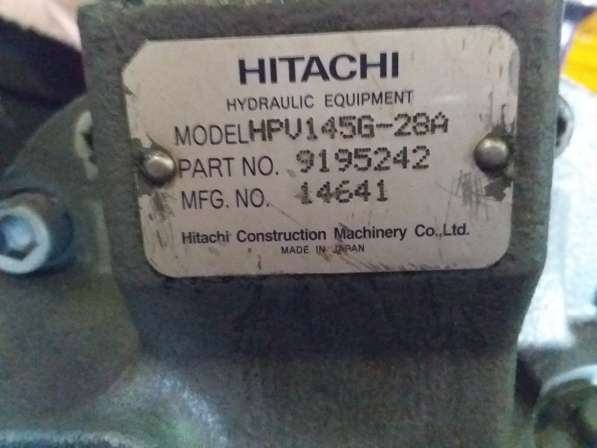 HITACHI
HYDRAULIC EQUIPMENT
MODEL HPV145G-28A
PART NO. 9195242
MFG. NO. 14641
Hitachi Construction Machinery Co.,Ltd.
MADE IN JAPAN